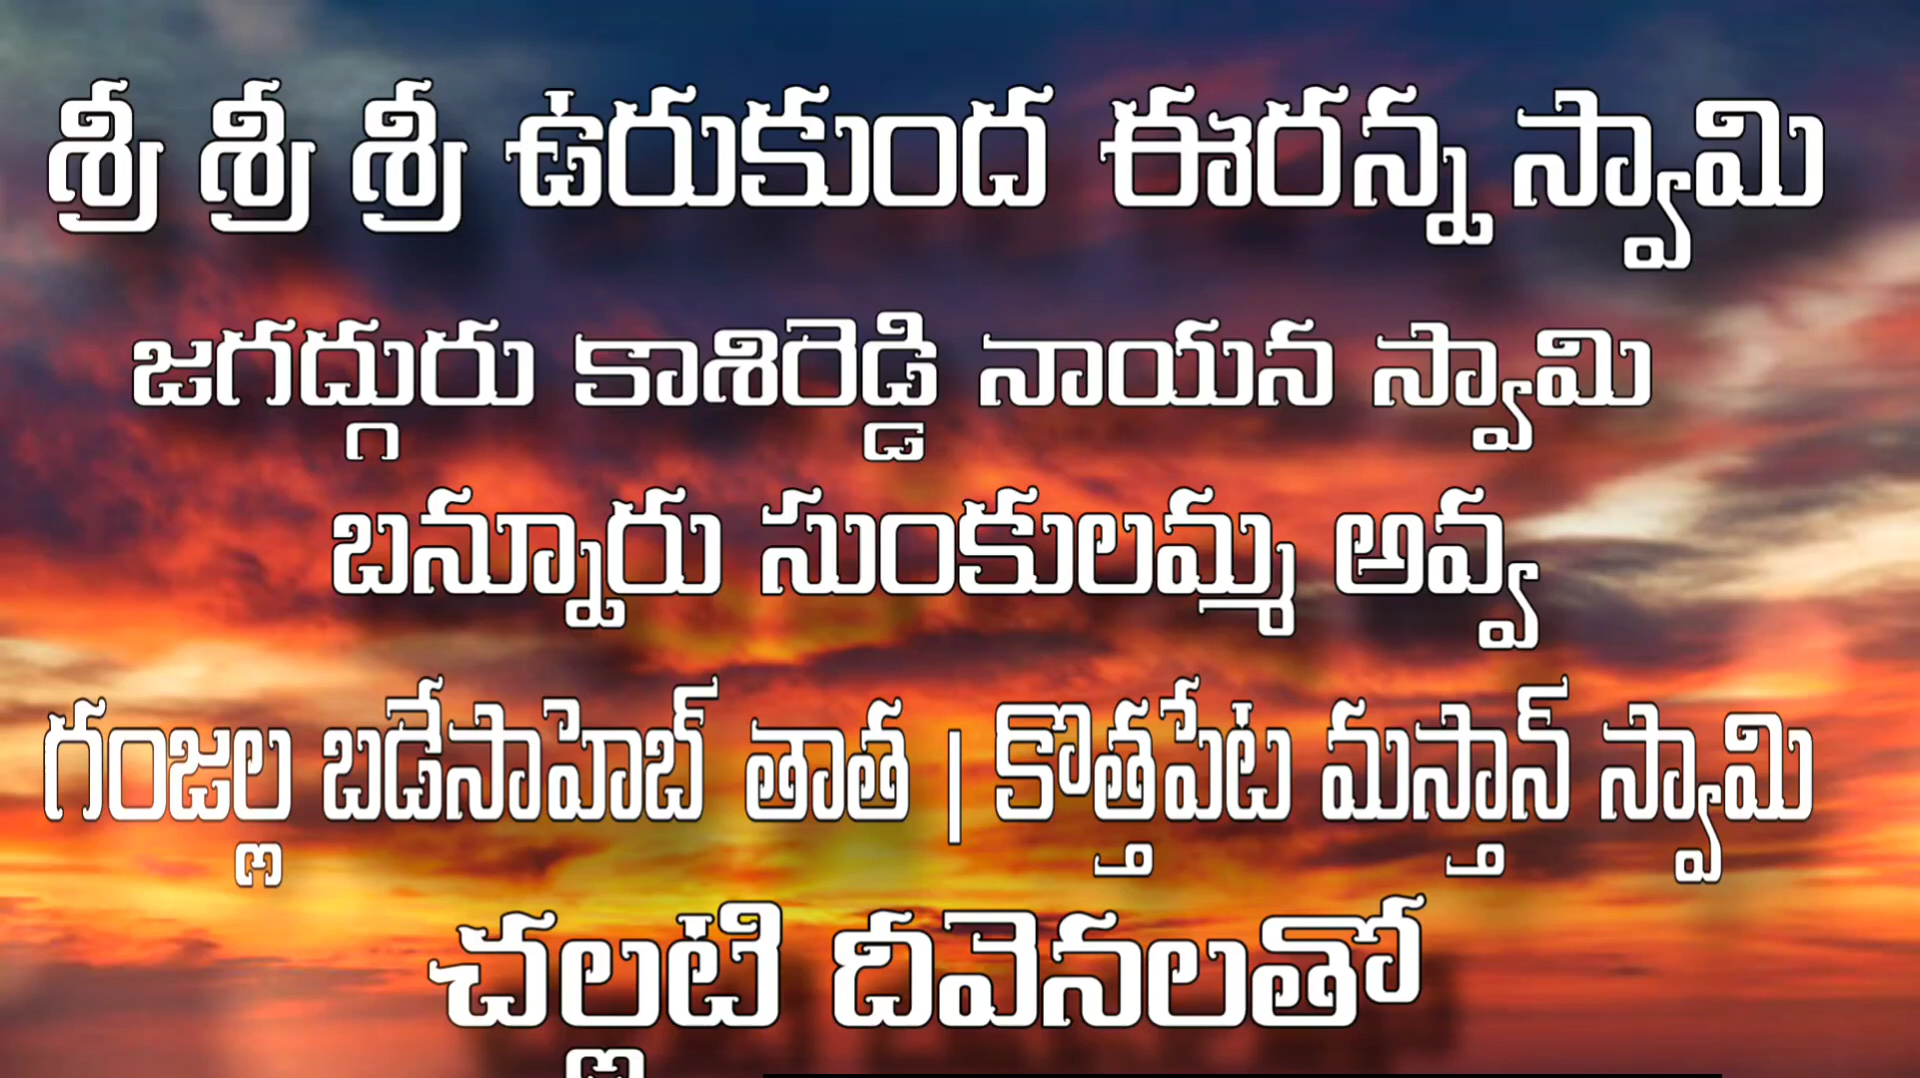 శ్రీ శ్రీ శ్రీ ఉరుకుంద ఈరన్న స్వామి
జగద్గురు కాశిరెడ్డి నాయన స్వామి
బన్నూరు సుంకులమ్మ అవ్వ
గంజల్ల బడేసాహెబ్ తాత | కొత్తపేట మస్తాన్ స్వామి
చల్లటి దీవెనలతో